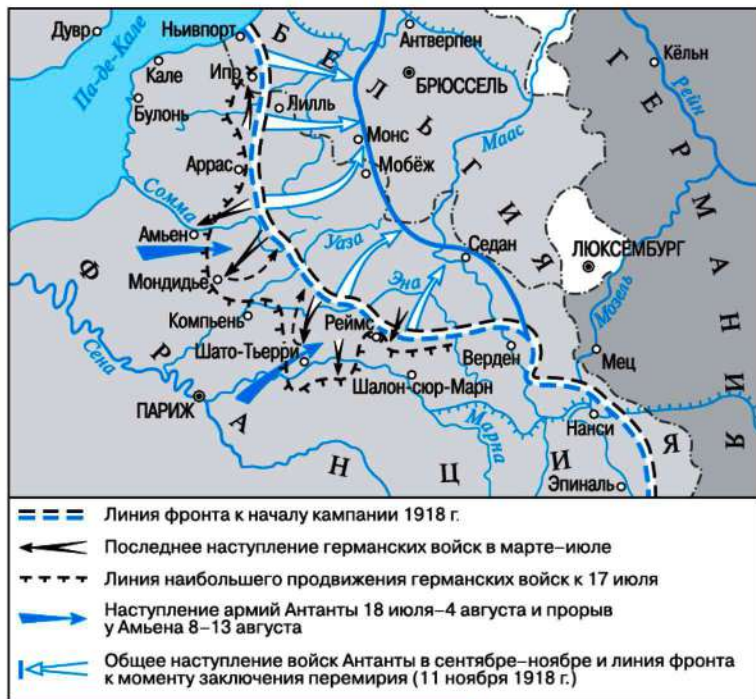 Дувр
Ньивпорт
Па-де-Кале
Кале
Ипр
Булонь
Лилль
Аррас
Антверпен
БРЮССЕЛЬ
БЕЛЬГИЯ
Монс
Мобёж
Маас
Кёльн
Рейн
ГЕРМАНИЯ
Сомма
Амьен
Уаза
Седан
ЛЮКСЕМБУРГ
Мондидье
Эна
Мозель
Компьень
Реймс
ФРАНЦИЯ
Сена
Шато-Тьерри
Верден
Мец
ПАРИЖ
Шалон-сюр-Марн
Марна
Нанси
Эпиналь
Линия фронта к началу кампании 1918 г.
Последнее наступление германских войск в марте–июле
Линия наибольшего продвижения германских войск к 17 июля
Наступление армий Антанты 18 июля–4 августа и прорыв
у Амьена 8–13 августа
Общее наступление войск Антанты в сентябре–ноябре и линия фронта
к моменту заключения перемирия (11 ноября 1918 г.)